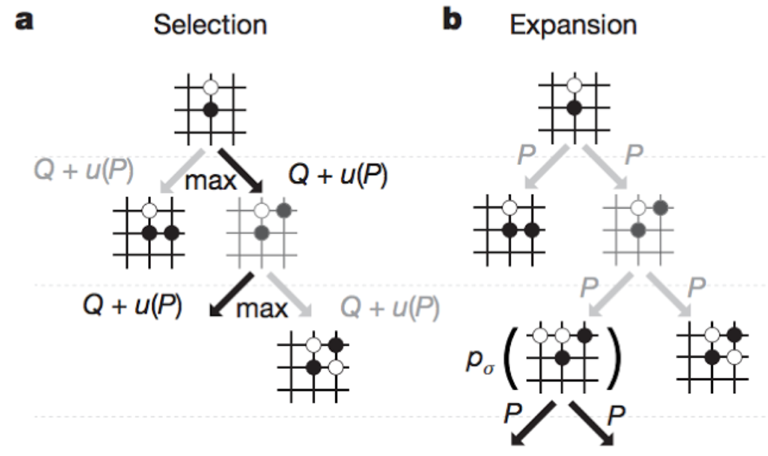 a Selection
Q + u(P) max Q + u(P)
Q + u(P) max Q + u(P)
b Expansion
P P
P P
pσ ( )
P P